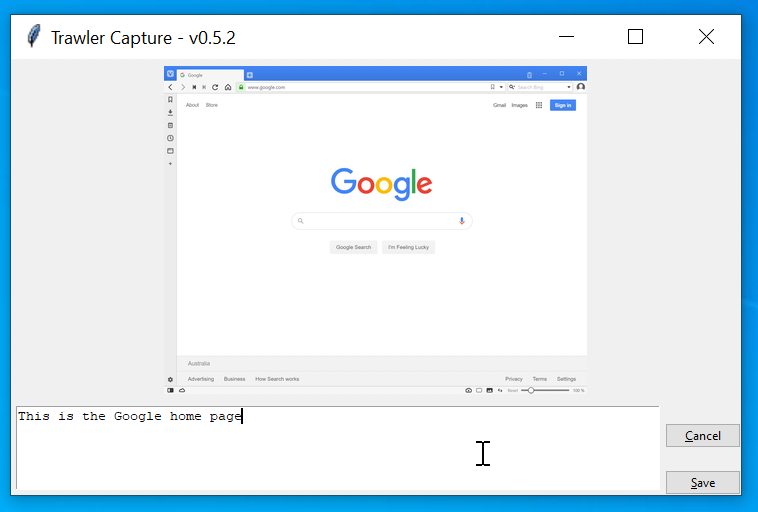 Trawler Capture - v0.5.2
Google
www.google.com
Search Bing
About Store
Gmail Images Sign in
Google
Google Search I'm Feeling Lucky
Australia
Advertising Business How Search works Privacy Terms Settings
Reset 100 %
This is the Google home page
Cancel
Save